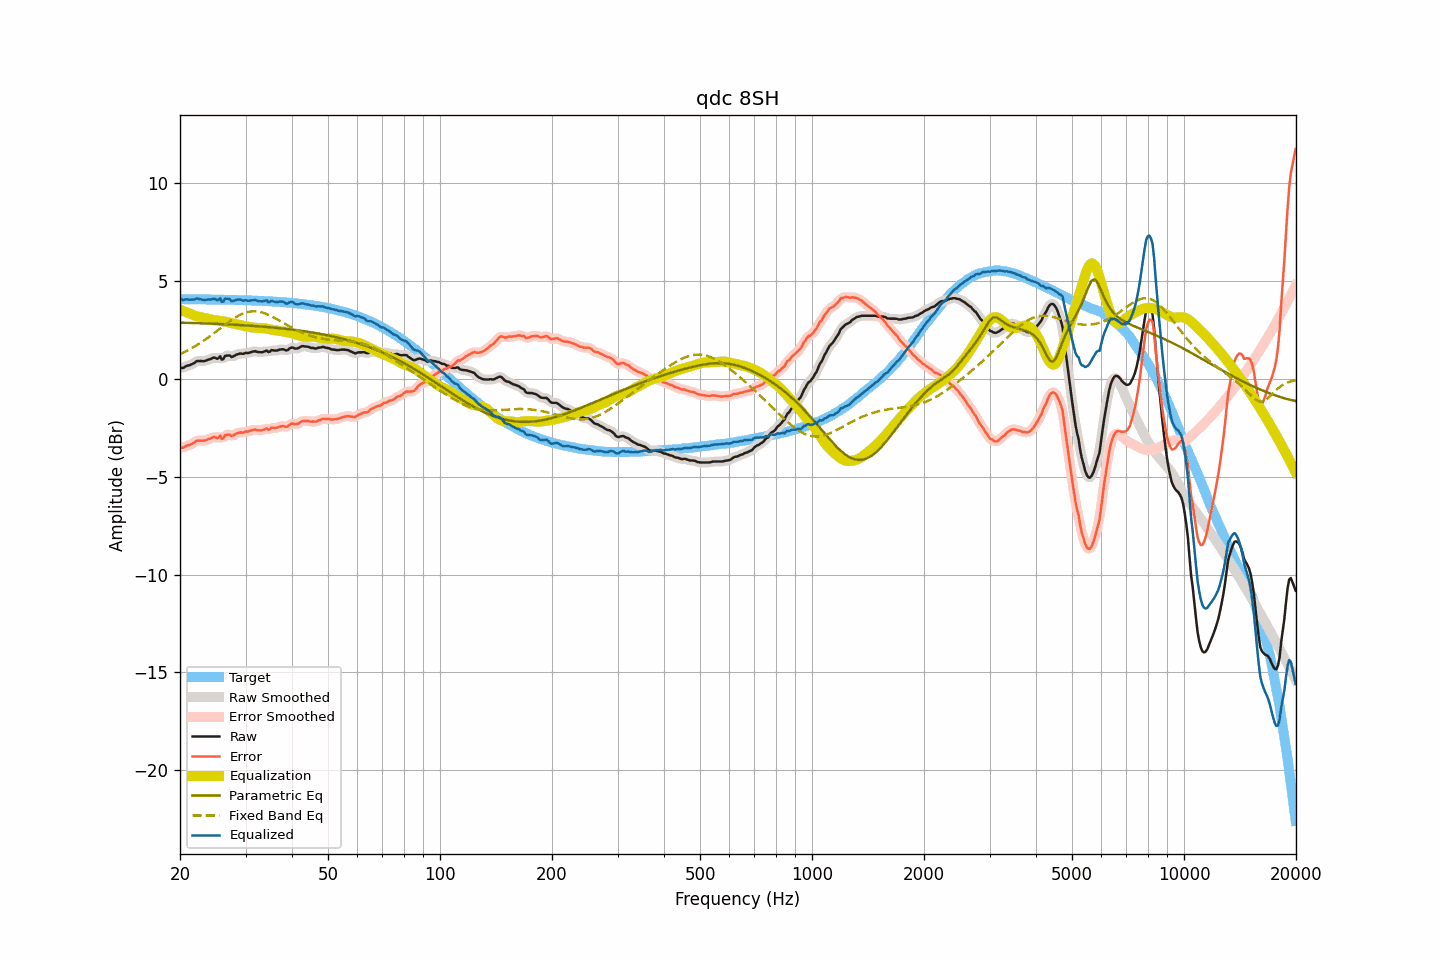 qdc 8SH
10
5
0
−5
−10
−15
−20
Amplitude (dBr)
Target
Raw Smoothed
Error Smoothed
Raw
Error
Equalization
Parametric Eq
Fixed Band Eq
Equalized
20 50 100 200 500 1000 2000 5000 10000 20000
Frequency (Hz)